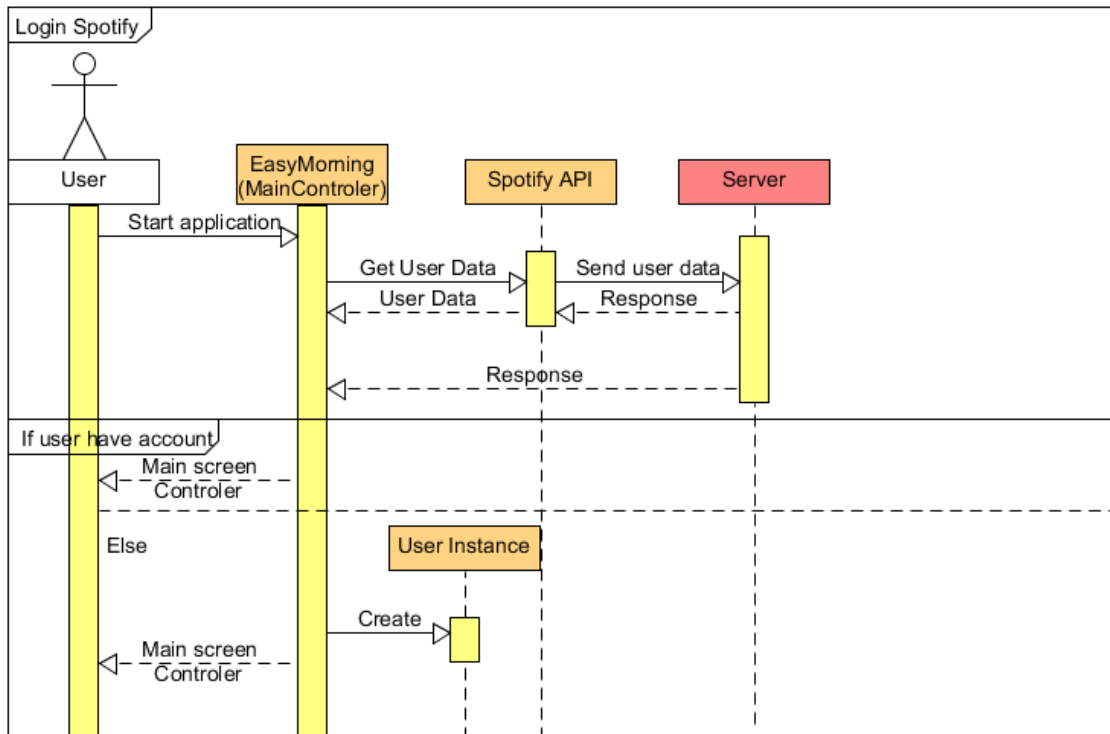 Login Spotify
User
EasyMorning
(MainControler)
Spotify API
Server
Start application
Get User Data
Send user data
User Data
Response
Response
If user have account
Main screen
Controler
Else
User Instance
Create
Main screen
Controler